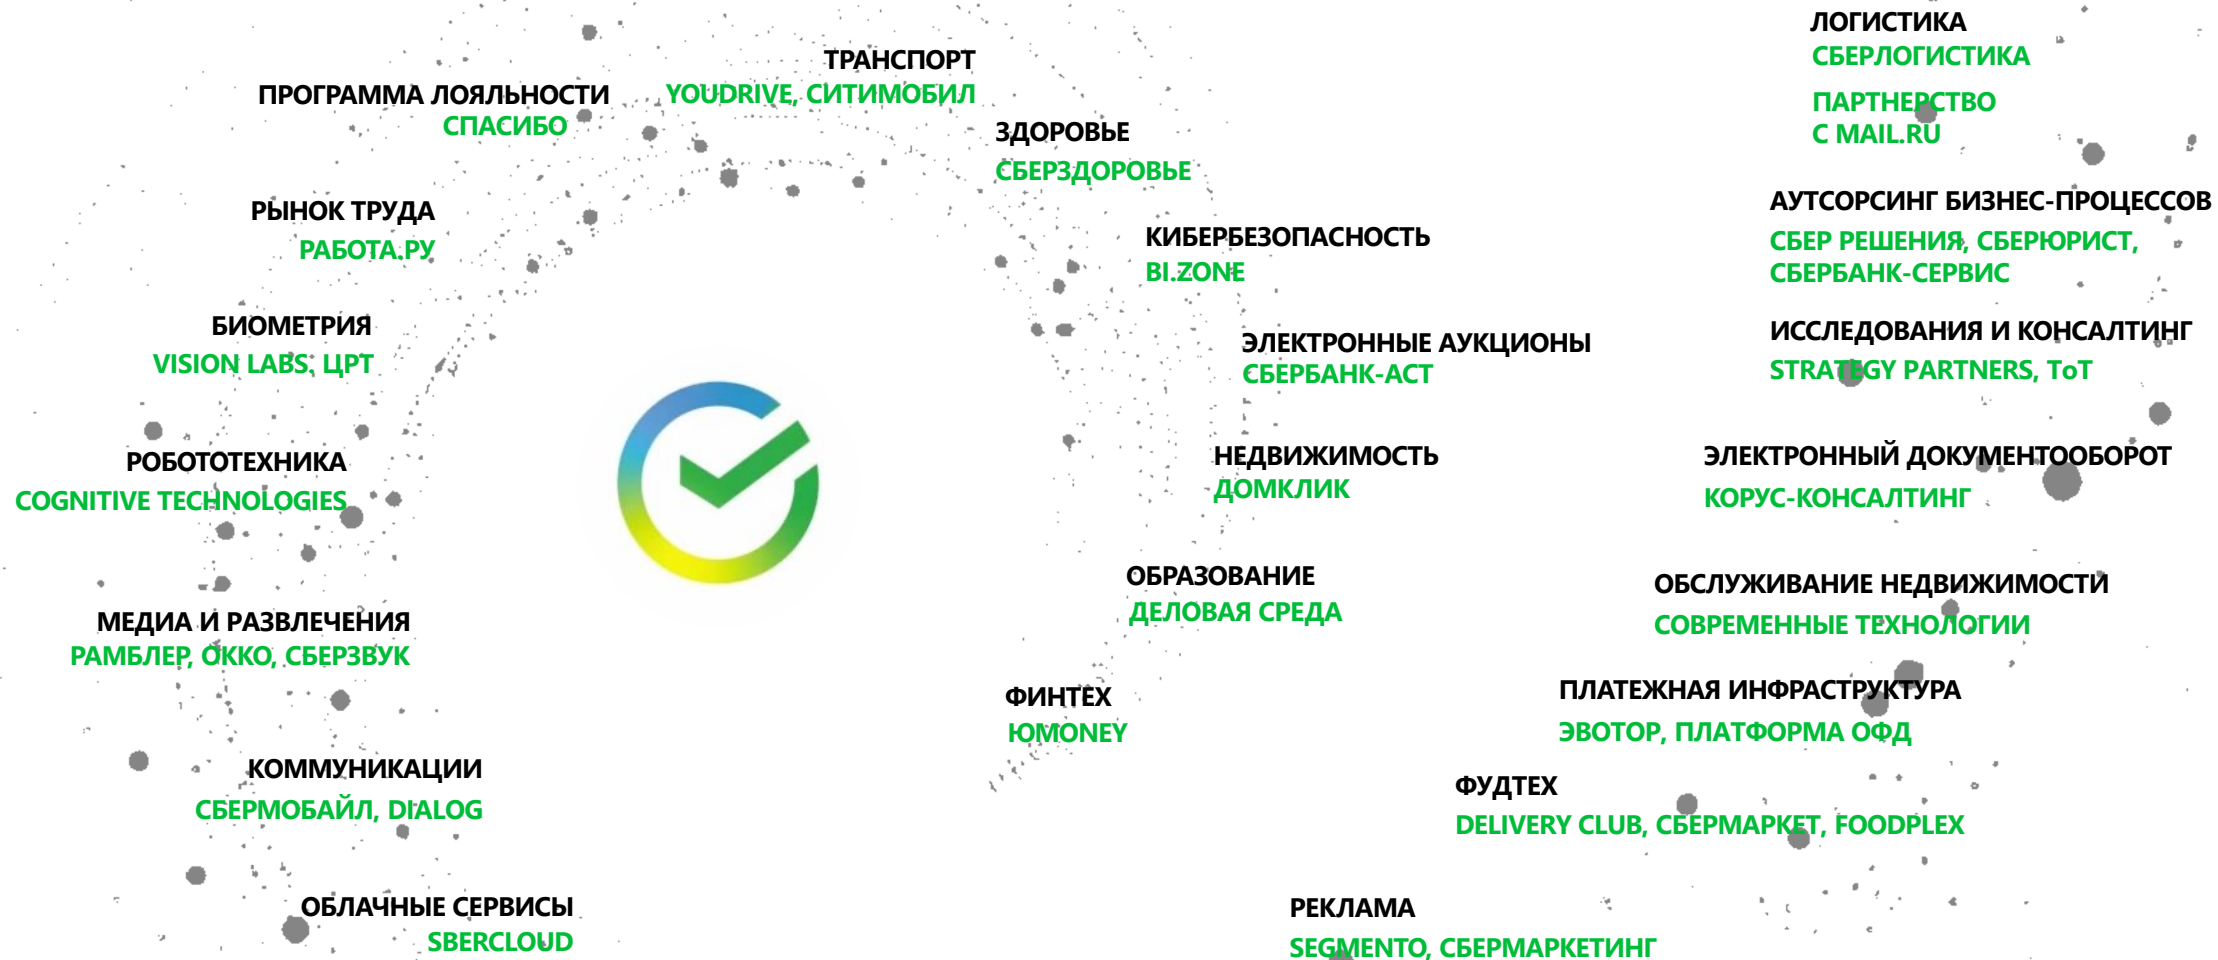 ПРОГРАММА ЛОЯЛЬНОСТИ
СПАСИБО
ТРАНСПОРТ
YOUDRIVE, СИТИМОБИЛ
ЗДОРОВЬЕ
СБЕРЗДОРОВЬЕ
РЫНОК ТРУДА
РАБОТА.РУ
КИБЕРБЕЗОПАСНОСТЬ
BI.ZONE
БИОМЕТРИЯ
VISION LABS. ЦРТ
ЭЛЕКТРОННЫЕ АУКЦИОНЫ
СБЕРБАНК-АСТ
РОБОТОТЕХНИКА
COGNITIVE TECHNOLOGIES
НЕДВИЖИМОСТЬ
ДОМКЛИК
МЕДИА И РАЗВЛЕЧЕНИЯ
РАМБЛЕР, ОККО, СБЕРЗВУК
ОБРАЗОВАНИЕ
ДЕЛОВАЯ СРЕДА
ФИНТЕХ
ЮMONEY
КОММУНИКАЦИИ
СБЕРМОБАЙЛ, DIALOG
ОБЛАЧНЫЕ СЕРВИСЫ
SBERCLOUD
ЛОГИСТИКА
СБЕРЛОГИСТИКА
ПАРТНЕРСТВО
С MAIL.RU
АУТСОРСИНГ БИЗНЕС-ПРОЦЕССОВ
СБЕР РЕШЕНИЯ, СБЕРЮРИСТ,
СБЕРБАНК-СЕРВИС
ИССЛЕДОВАНИЯ И КОНСАЛТИНГ
STRATEGY PARTNERS, ToT
ЭЛЕКТРОННЫЙ ДОКУМЕНТООБОРОТ
КОРУС-КОНСАЛТИНГ
ОБСЛУЖИВАНИЕ НЕДВИЖИМОСТИ
СОВРЕМЕННЫЕ ТЕХНОЛОГИИ
ПЛАТЕЖНАЯ ИНФРАСТРУКТУРА
ЭВОТОР, ПЛАТФОРМА ОФД
ФУДТЕХ
DELIVERY CLUB, СБЕРМАРКЕТ, FOODPLEX
РЕКЛАМА
SEGMENTO, СБЕРМАРКЕТИНГ